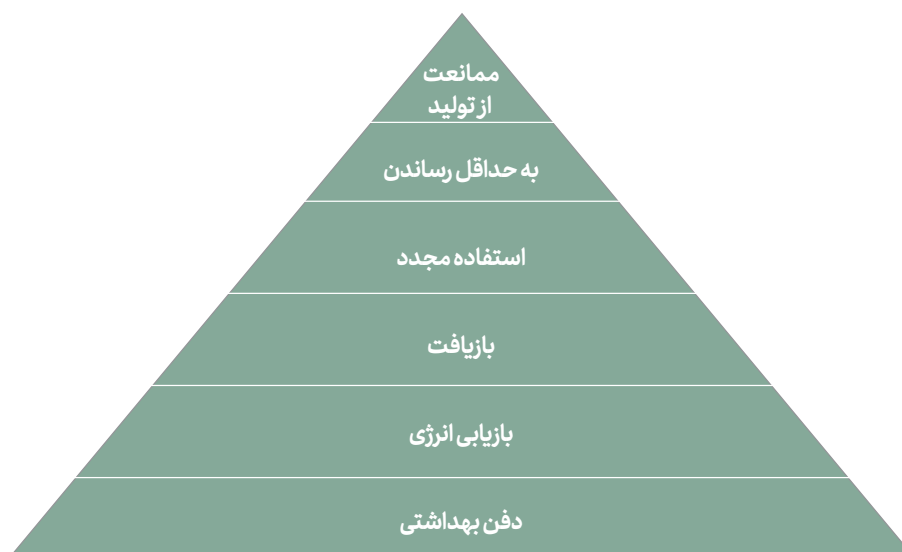 ممانعت
از تولید
به حداقل رساندن
استفاده مجدد
بازیافت
بازیابی انرژی
دفن بهداشتی